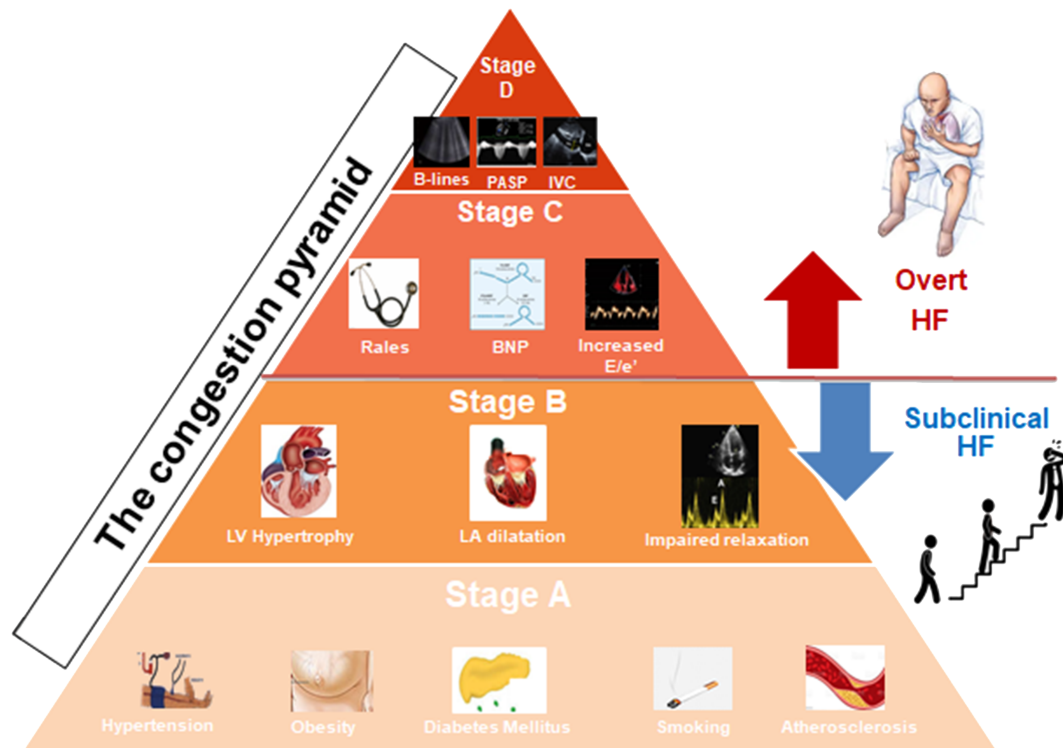 The congestion pyramid
Stage
D
B-lines PASP IVC
Stage C
Rales BNP Increased
E/e’
Overt
HF
Stage B
LV Hypertrophy LA dilatation Impaired relaxation
A
E
Subclinical
HF
Stage A
Hypertension Obesity Diabetes Mellitus Smoking Atherosclerosis